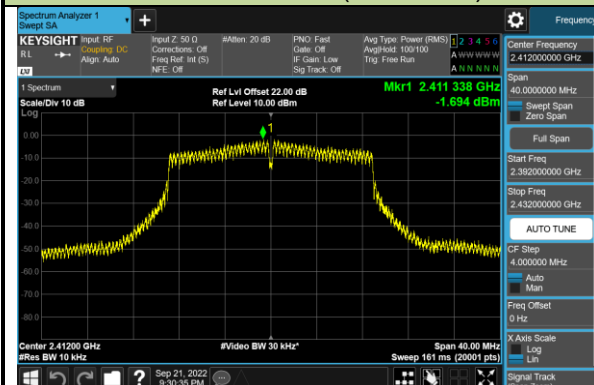 Spectrum Analyzer 1
Swept SA
+
Frequency
KEYSIGHT
RL
LXI
Input: RF
Coupling: DC
Align: Auto
Input Z: 50 Ω
Corrections: Off
Freq Ref: Int (S)
NFE: Off
#Atten: 20 dB
PNO: Fast
Gate: Off
IF Gain: Low
Sig Track: Off
Avg Type: Power (RMS)
Avg|Hold: 100/100
Trig: Free Run
1 2 3 4 5 6
A W W W W W
A N N N N N
1 Spectrum
Scale/Div 10 dB
Log
Ref Lvl Offset 22.00 dB
Ref Level 10.00 dBm
Mkr1 2.411 338 GHz
-1.694 dBm
1
0.00
-10.0
-20.0
-30.0
-40.0
-50.0
-60.0
-70.0
-80.0
Center 2.41200 GHz
#Res BW 10 kHz
#Video BW 30 kHz*
Span 40.00 MHz
Sweep 161 ms (20001 pts)
Sep 21, 2022
9:30:35 PM
Center Frequency
2.412000000 GHz
Span
40.0000000 MHz
Swept Span
Zero Span
Full Span
Start Freq
2.392000000 GHz
Stop Freq
2.432000000 GHz
AUTO TUNE
CF Step
4.000000 MHz
Auto
Man
Freq Offset
0 Hz
X Axis Scale
Log
Lin
Signal Track